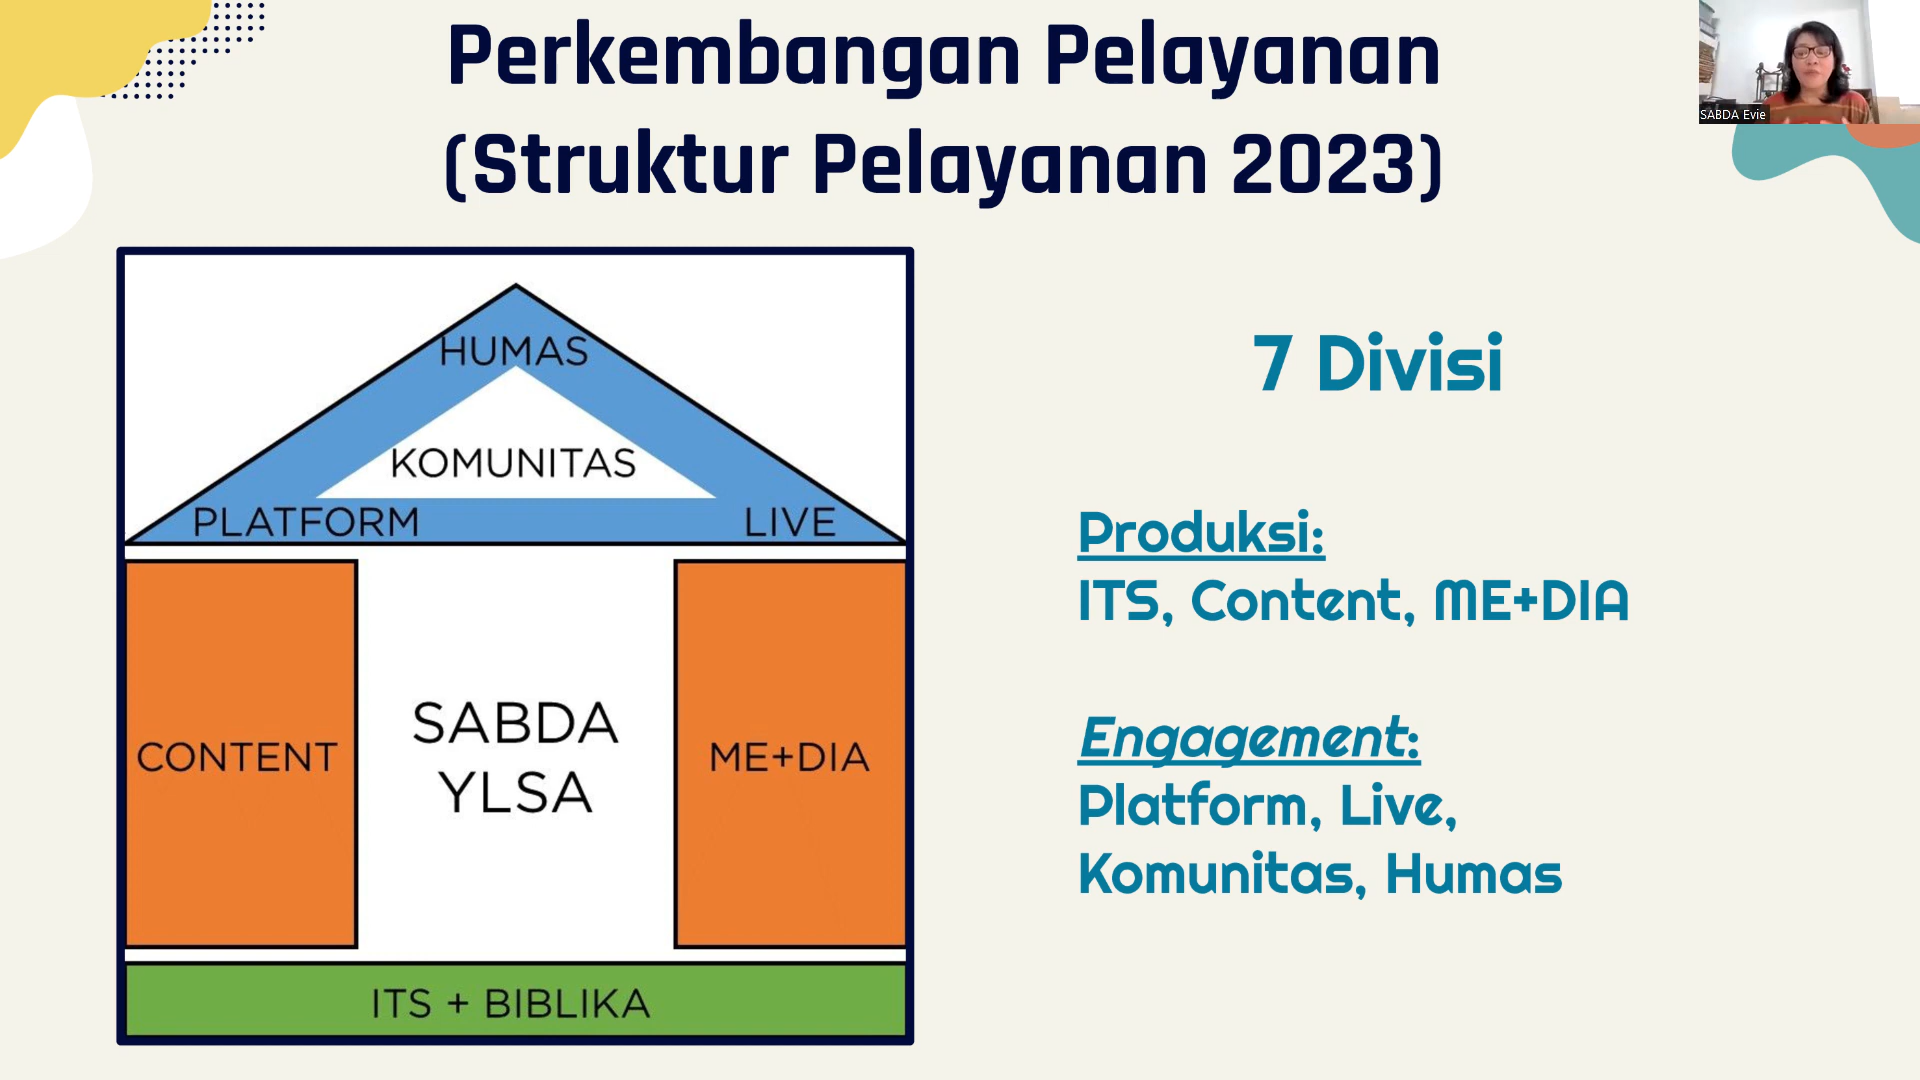 Perkembangan Pelayanan
(Struktur Pelayanan 2023)
SABDA Evie
HUMAS
KOMUNITAS
PLATFORM
LIVE
CONTENT
SABDA
YLSA
ME+DIA
ITS + BIBLIKA
7 Divisi
Produksi:
ITS, Content, ME+DIA
Engagement:
Platform, Live,
Komunitas, Humas